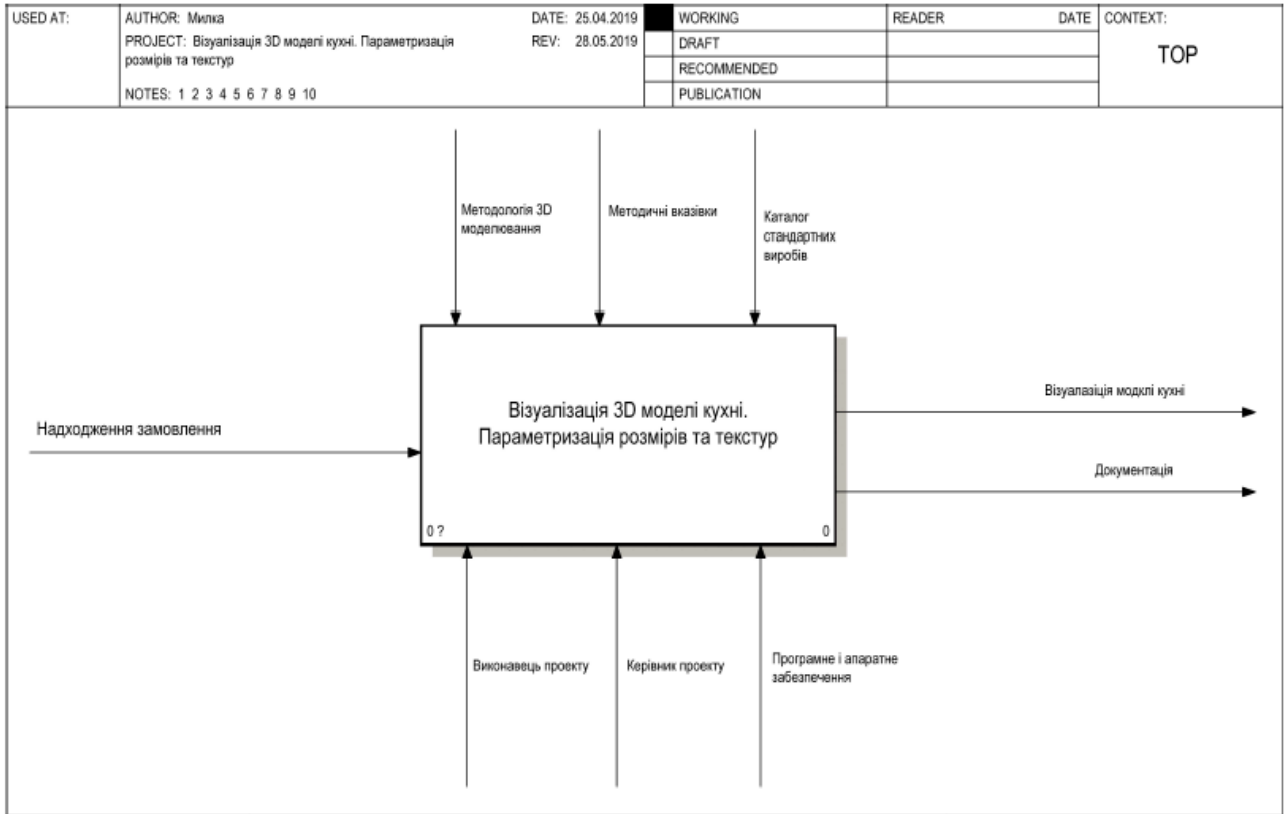 USED AT:
AUTHOR: Милка
DATE: 25.04.2019
WORKING
READER
DATE
CONTEXT:
PROJECT: Візуалізація 3D моделі кухні. Параметризація
розмірів та текстур
REV: 28.05.2019
DRAFT
TOP
RECOMMENDED
NOTES: 1 2 3 4 5 6 7 8 9 10
PUBLICATION
Методологія 3D
моделювання
Методичні вказівки
Каталог
стандартних
виробів
Візуалазіція модклі кухні
Візуалізація 3D моделі кухні.
Параметризація розмірів та текстур
Надходження замовлення
Документація
0 ?
0
Виконавець проекту
Керівник проекту
Програмне і апаратне
забезпечення